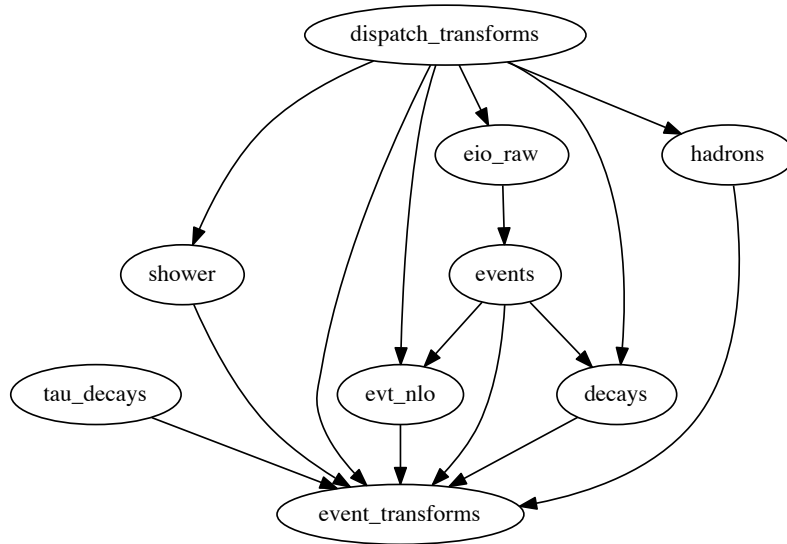 dispatch_transforms
eio_raw
hadrons
shower
events
tau_decays
evt_nlo
decays
event_transforms